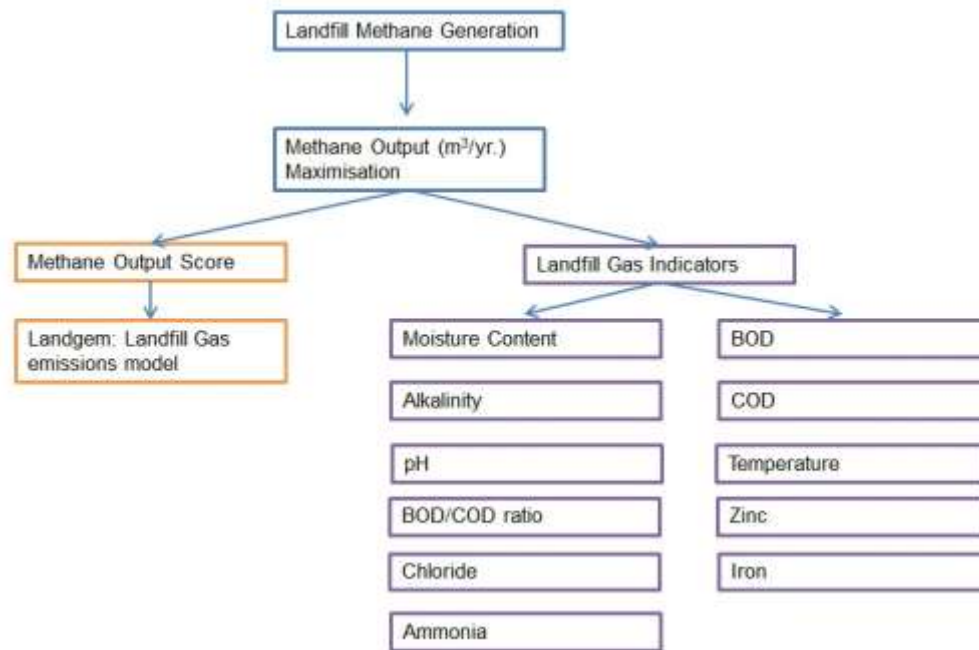 Landfill Methane Generation
Methane Output (m³/yr.)
Maximisation
Methane Output Score
Landfill Gas Indicators
Landgem: Landfill Gas
emissions model
Moisture Content
BOD
Alkalinity
COD
pH
Temperature
BOD/COD ratio
Zinc
Chloride
Iron
Ammonia